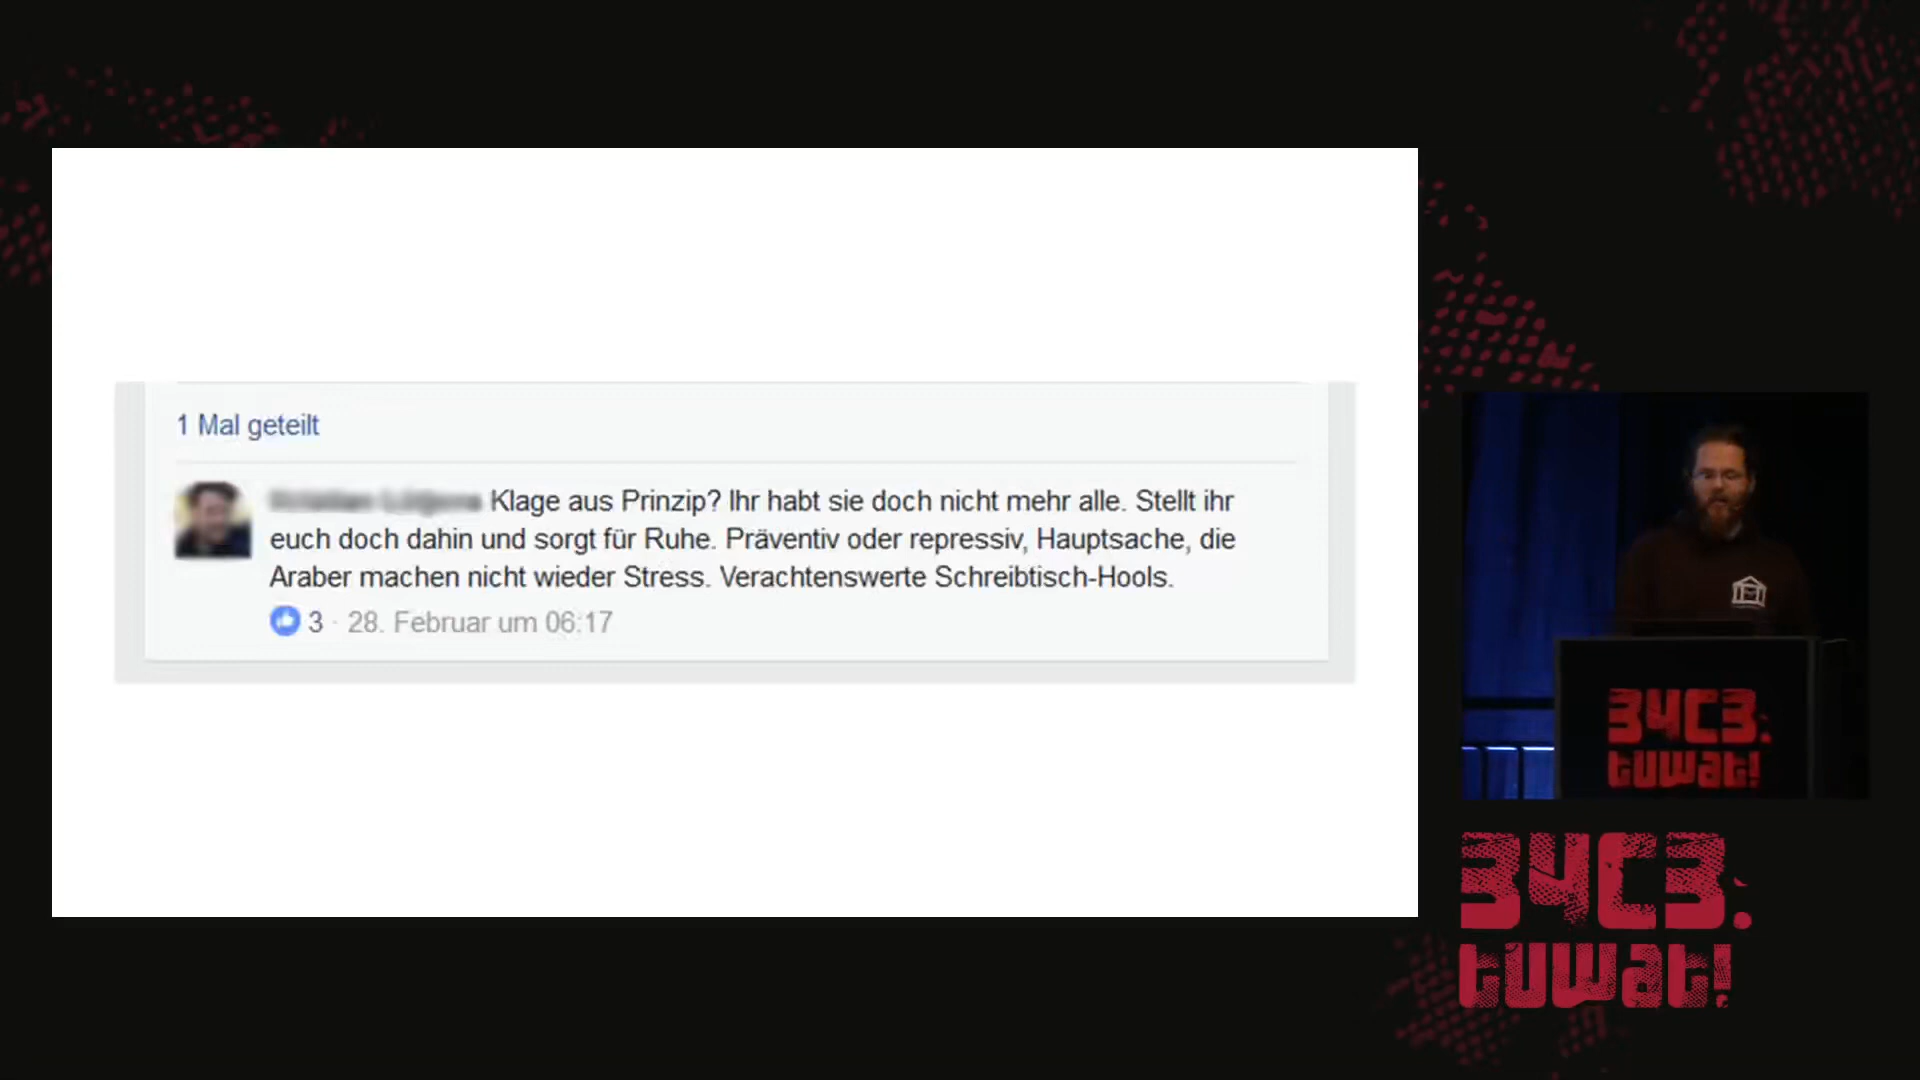 1 Mal geteilt
Klage aus Prinzip? Ihr habt sie doch nicht mehr alle. Stellt ihr
euch doch dahin und sorgt für Ruhe. Präventiv oder repressiv, Hauptsache, die
Araber machen nicht wieder Stress. Verachtenswerte Schreibtisch-Hools.
3 · 28. Februar um 06:17
34C3.
tuwat!
34C3.
tuwat!